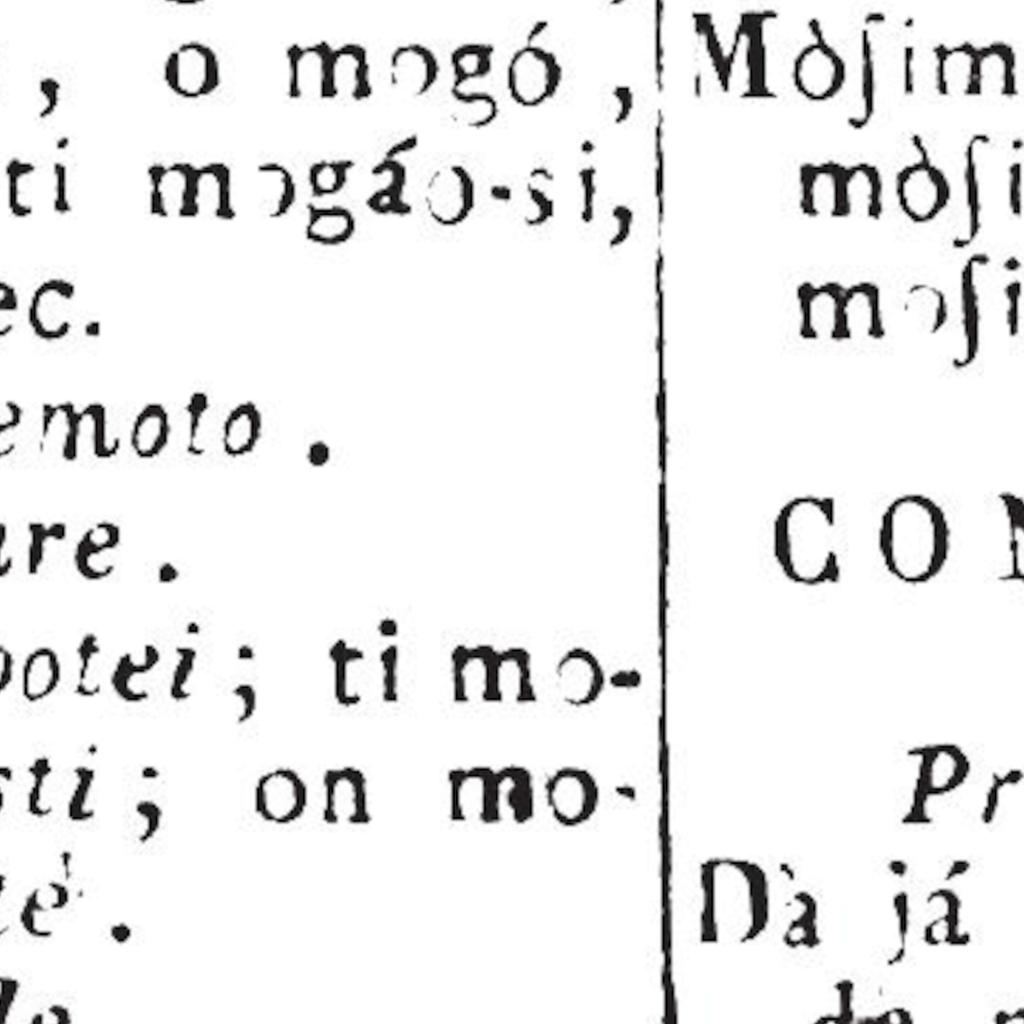 , o mogó ,
ti mogáo-si,
ec.
emoto .
are .
potei ; ti mo-
sti ; on mo-
te .
Mòſim
mòſi
moſi
CON
Pr
Dà já